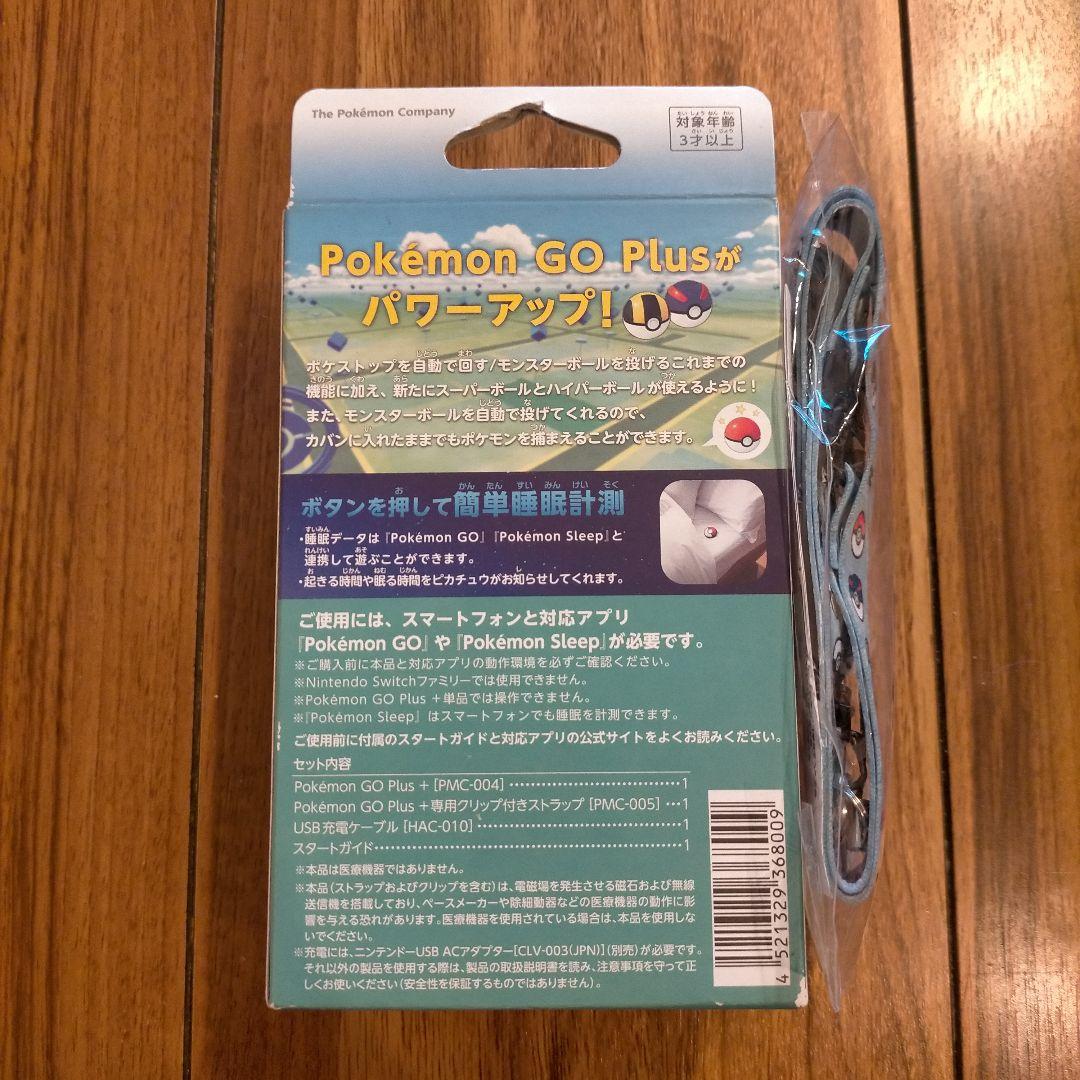 The Pokémon Company
対象年齢
3才以上
Pokémon GO Plusが
パワーアップ!
ポケストップを自動で回す/モンスターボールを投げるこれまでの
機能に加え、新たにスーパーボールとハイパーボールが使えるように!
また、モンスターボールを自動で投げてくれるので、
カバンに入れたままでもポケモンを捕まえることができます。
ボタンを押して簡単睡眠計測
・睡眠データは『Pokémon GO』『Pokémon Sleep』と
連携して遊ぶことができます。
・起きる時間や眠る時間をピカチュウがお知らせしてくれます。
ご使用には、スマートフォンと対応アプリ
『Pokémon GO』や『Pokémon Sleep』が必要です。
※ご購入前に本品と対応アプリの動作環境を必ずご確認ください。
※Nintendo Switchファミリーでは使用できません。
※Pokémon GO Plus +単品では操作できません。
※『Pokémon Sleep』はスマートフォンでも睡眠を計測できます。
ご使用前に付属のスタートガイドと対応アプリの公式サイトをよくお読みください。
セット内容
Pokémon GO Plus + [PMC-004]……………………………1
Pokémon GO Plus +専用クリップ付きストラップ [PMC-005]…1
USB充電ケーブル [HAC-010]……………………………1
スタートガイド……………………………………………1
※本品は医療機器ではありません。
※本品(ストラップおよびクリップを含む)は、電磁場を発生させる磁石および無線
送信機を搭載しており、ペースメーカーや除細動器などの医療機器の動作に影
響を与える恐れがあります。医療機器を使用されている場合は、本品を使用しな
いでください。
※充電には、ニンテンドーUSB ACアダプター[CLV-003(JPN)](別売)が必要です。
それ以外の製品を使用する際は、製品の取扱説明書を読み、注意事項を守って正
しくお使いください(安全性を保証するものではありません)。
4 521329 368009